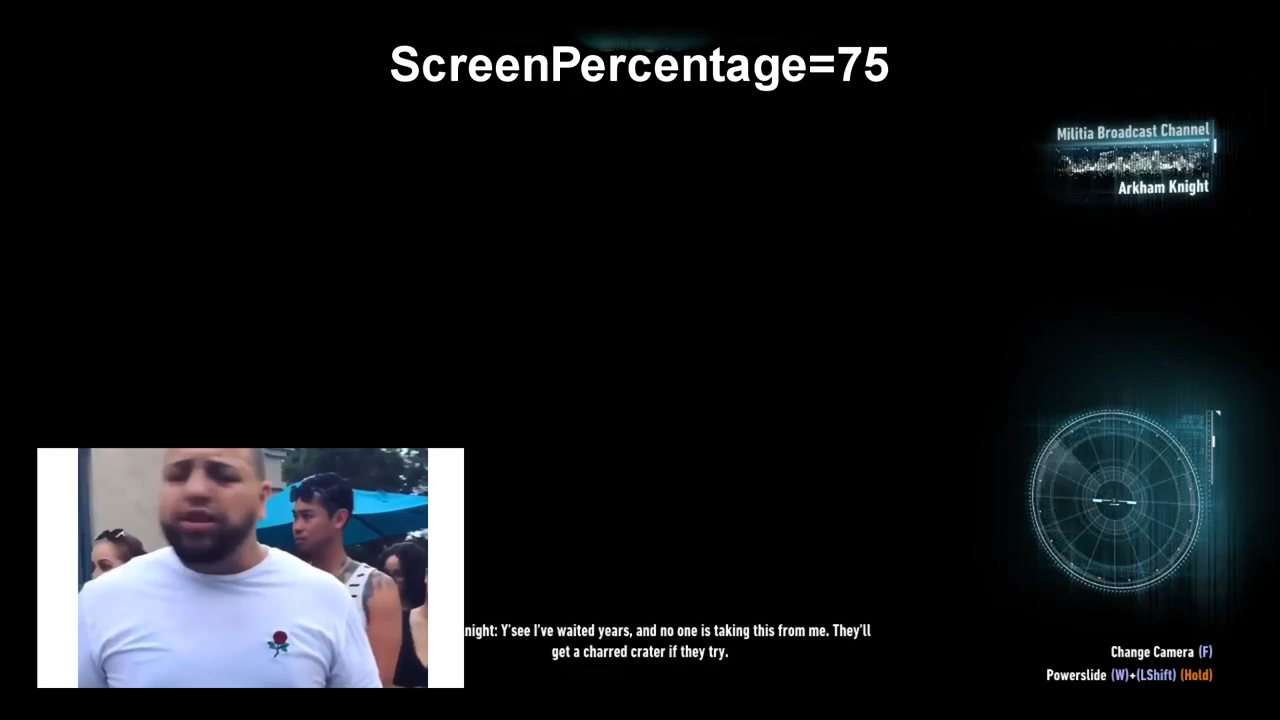 ScreenPercentage=75
Militia Broadcast Channel
Arkham Knight
night: Y'see I've waited years, and no one is taking this from me. They'll
get a charred crater if they try.
Change Camera (F)
Powerslide (W)+(LShift) (Hold)